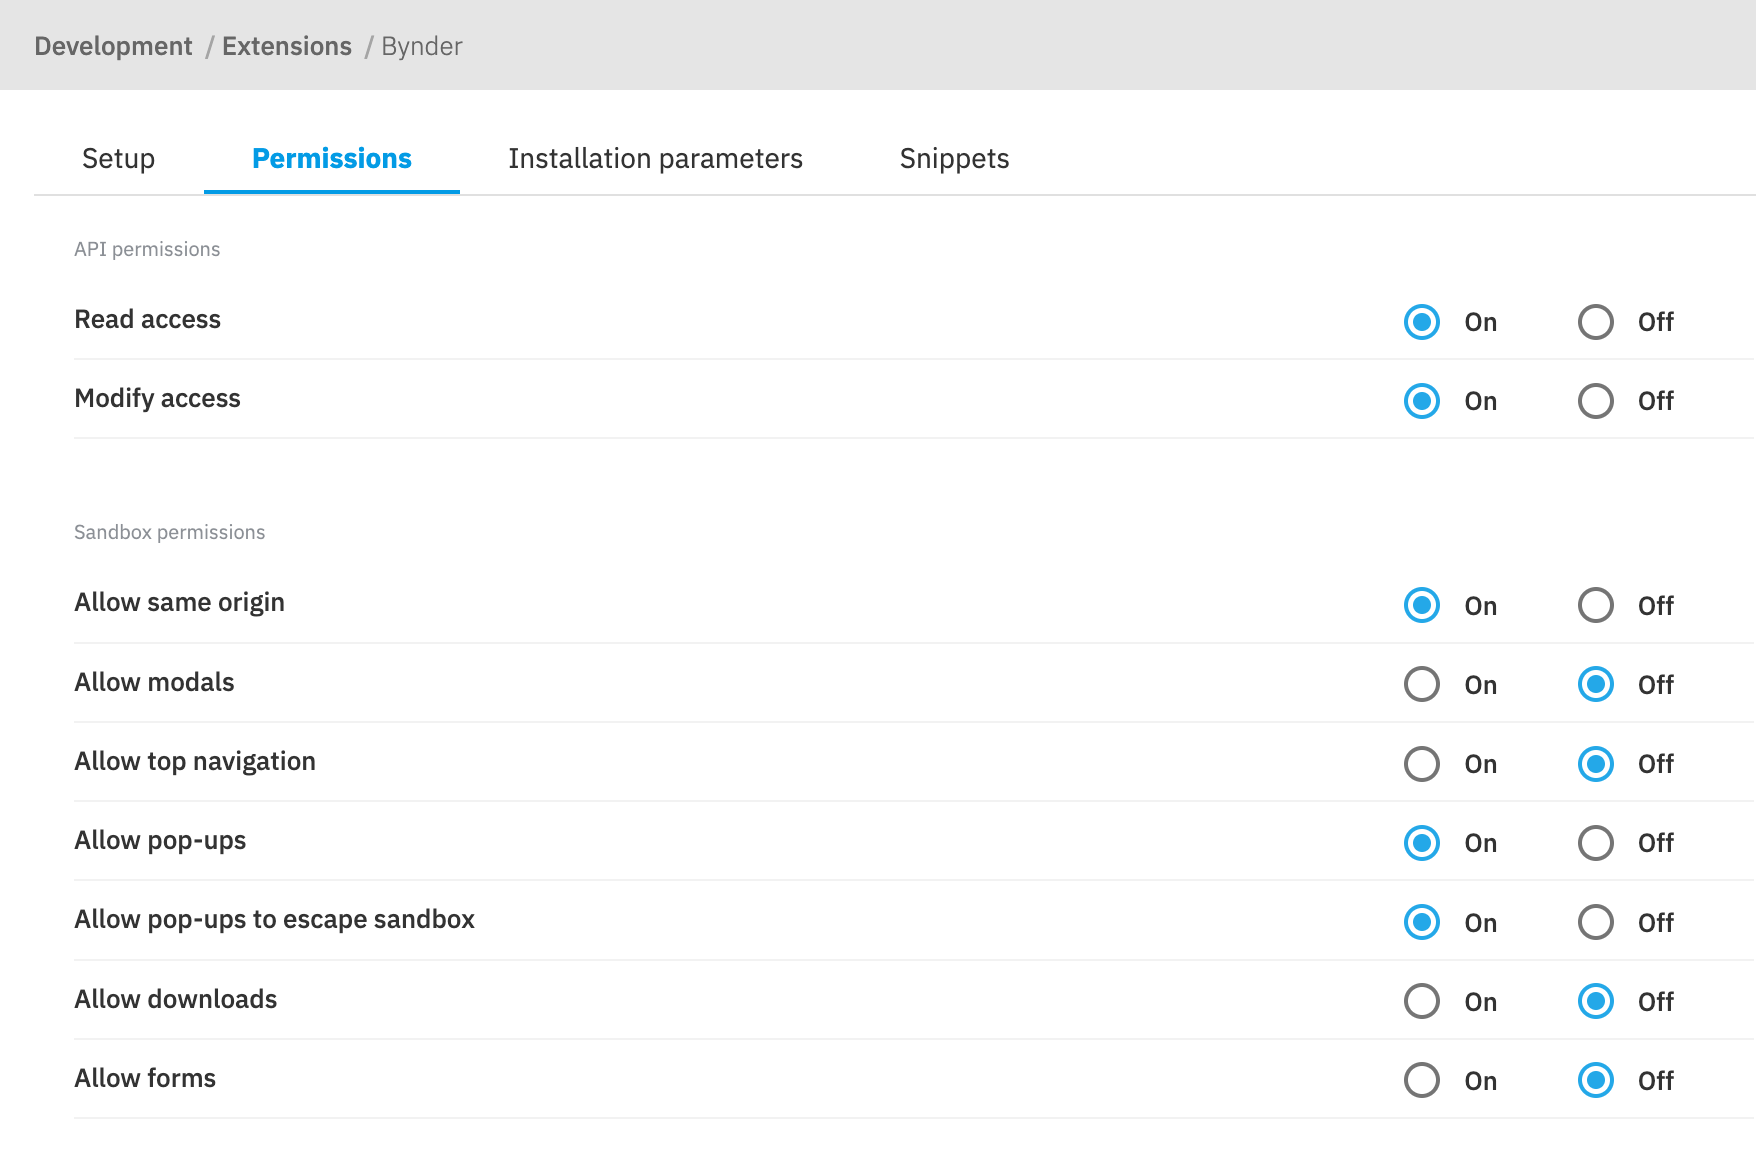 Development / Extensions / Bynder
Setup Permissions Installation parameters Snippets
API permissions
Read access On Off
Modify access On Off
Sandbox permissions
Allow same origin On Off
Allow modals On Off
Allow top navigation On Off
Allow pop-ups On Off
Allow pop-ups to escape sandbox On Off
Allow downloads On Off
Allow forms On Off